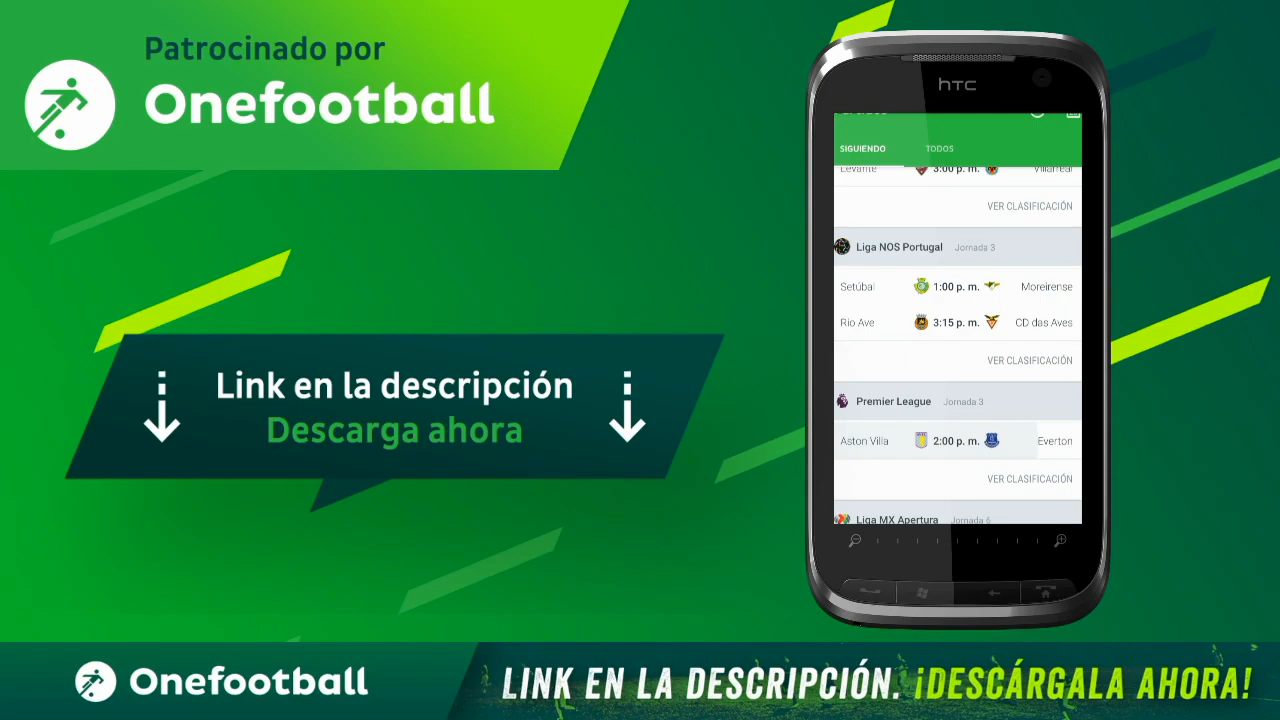 Patrocinado por
Onefootball
Link en la descripción
Descarga ahora
hTC
SIGUIENDO TODOS
Levante 3:00 p. m. Villarreal
VER CLASIFICACIÓN
Liga NOS Portugal Jornada 3
Setúbal 1:00 p. m. Moreirense
Rio Ave 3:15 p. m. CD das Aves
VER CLASIFICACIÓN
Premier League Jornada 3
Aston Villa 2:00 p. m. Everton
VER CLASIFICACIÓN
Liga MX Apertura Jornada 6
Onefootball
LINK EN LA DESCRIPCIÓN. ¡DESCÁRGALA AHORA!